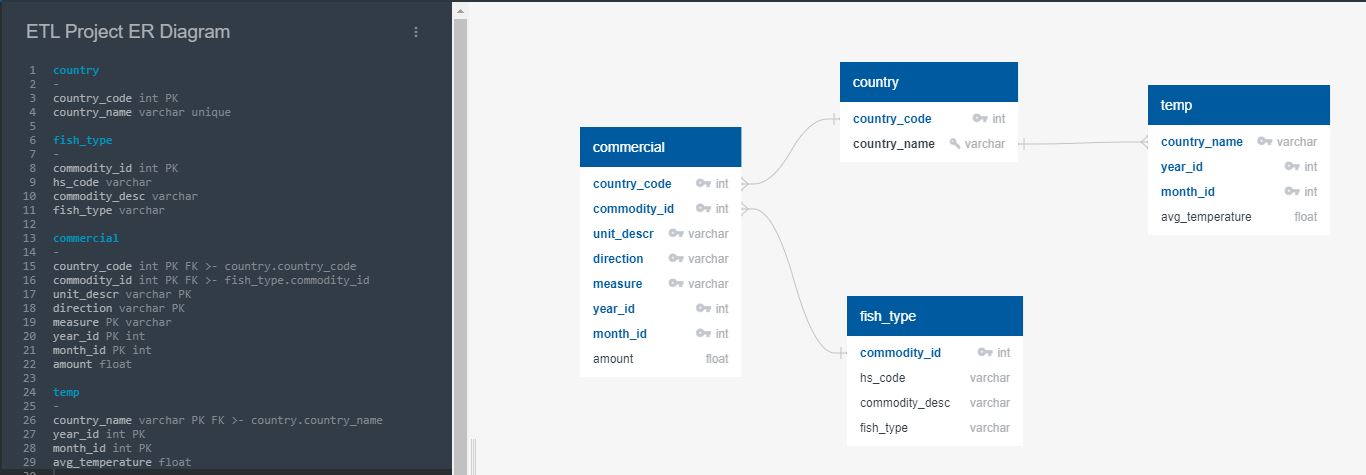 ETL Project ER Diagram
1 country
2 -
3 country_code int PK
4 country_name varchar unique
5
6 fish_type
7 -
8 commodity_id int PK
9 hs_code varchar
10 commodity_desc varchar
11 fish_type varchar
12
13 commercial
14 -
15 country_code int PK FK >- country.country_code
16 commodity_id int PK FK >- fish_type.commodity_id
17 unit_descr varchar PK
18 direction varchar PK
19 measure PK varchar
20 year_id PK int
21 month_id PK int
22 amount float
23
24 temp
25 -
26 country_name varchar PK FK >- country.country_name
27 year_id int PK
28 month_id int PK
29 avg_temperature float
30
commercial
country_code int
commodity_id int
unit_descr varchar
direction varchar
measure varchar
year_id int
month_id int
amount float
country
country_code int
country_name varchar
fish_type
commodity_id int
hs_code varchar
commodity_desc varchar
fish_type varchar
temp
country_name varchar
year_id int
month_id int
avg_temperature float